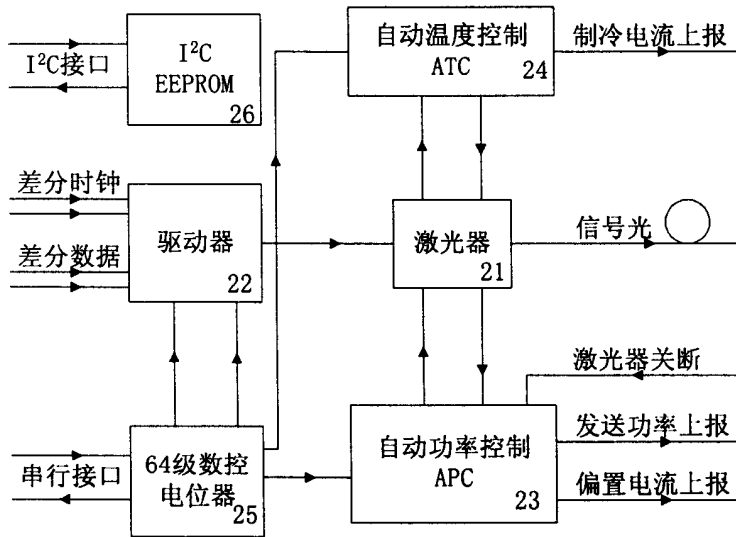 I²C接口
I²C
EEPROM
26
自动温度控制
ATC
24
制冷电流上报
差分时钟
差分数据
驱动器
22
激光器
21
信号光
激光器关断
串行接口
64级数控
电位器
25
自动功率控制
APC
23
发送功率上报
偏置电流上报